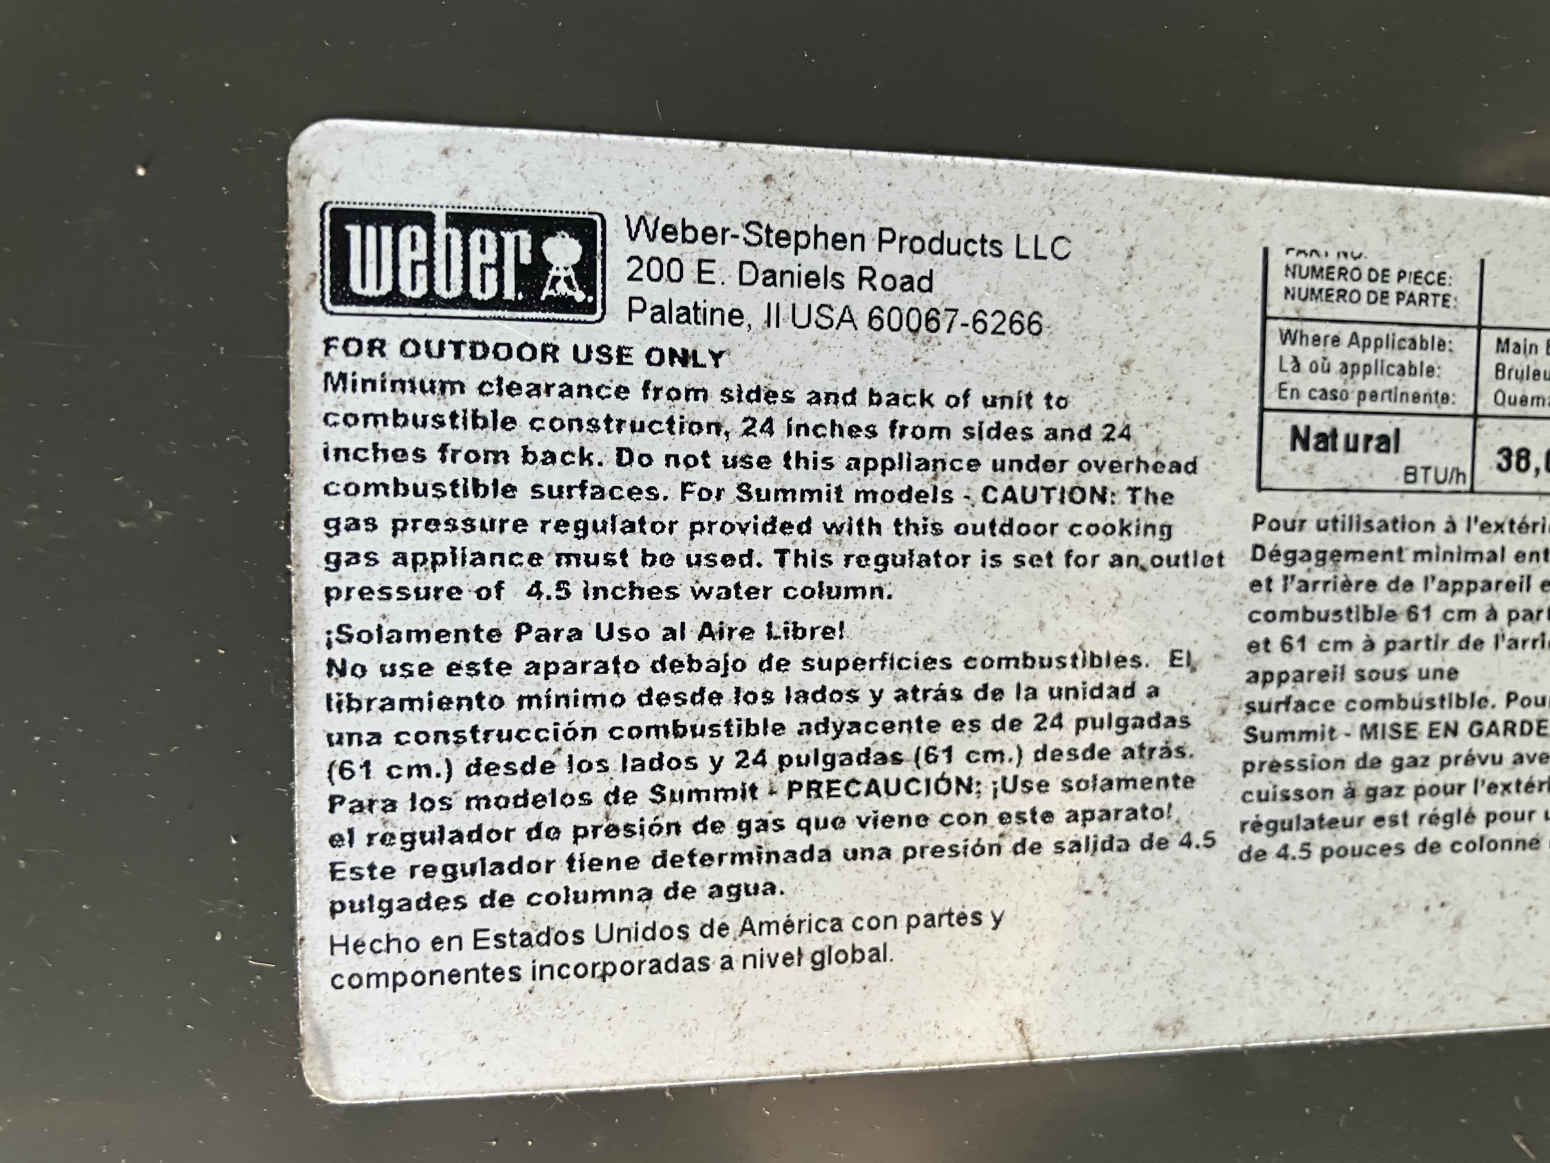 weber
Weber-Stephen Products LLC
200 E. Daniels Road
Palatine, Il USA 60067-6266
FOR OUTDOOR USE ONLY
Minimum clearance from sides and back of unit to
combustible construction, 24 inches from sides and 24
inches from back. Do not use this appliance under overhead
combustible surfaces. For Summit models - CAUTION: The
gas pressure regulator provided with this outdoor cooking
gas appliance must be used. This regulator is set for an outlet
pressure of 4.5 inches water column.
¡Solamente Para Uso al Aire Libre!
No use este aparato debajo de superficies combustibles. El
libramiento mínimo desde los lados y atrás de la unidad a
una construcción combustible adyacente es de 24 pulgadas
(61 cm.) desde los lados y 24 pulgadas (61 cm.) desde atrás.
Para los modelos de Summit - PRECAUCIÓN: ¡Use solamente
el regulador de presión de gas que viene con este aparato!
Este regulador tiene determinada una presión de salida de 4.5
pulgades de columna de agua.
Hecho en Estados Unidos de América con partes y
componentes incorporadas a nivel global.
PART NO.
NUMERO DE PIECE:
NUMERO DE PARTE:
Where Applicable:
Là où applicable:
En caso pertinente:
Main
Natural
BTU/h
38,
Pour utilisation à l'extéri
Dégagement minimal ent
et l'arrière de l'appareil
combustible 61 cm à part
et 61 cm à partir de l'arri
appareil sous une
surface combustible. Pour
Summit - MISE EN GARDE
pression de gaz prévu ave
cuisson à gaz pour l'extéri
régulateur est réglé pour
de 4.5 pouces de colonne